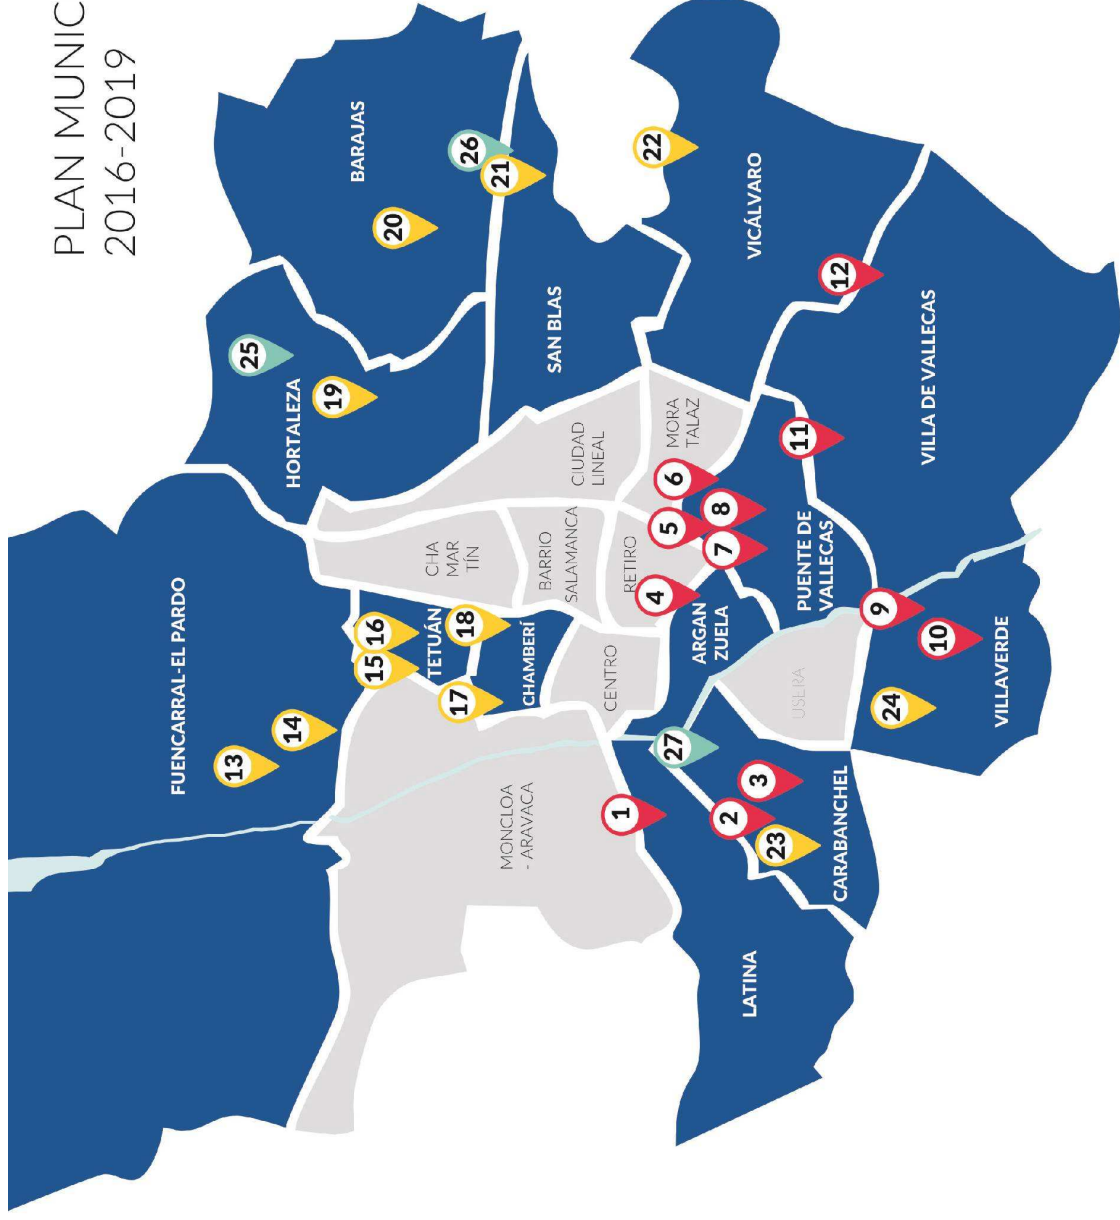 PLAN MUNIC
2016-2019
FUENCARRAL-EL PARDO
13
25
14
HORTALEZA
19
BARAJAS
15
16
20
TETUÁN
CHA
MAR
TÍN
17
18
26
21
MONCLOA
- ARAVACA
CHAMBERÍ
BARRIO
SALAMANCA
SAN BLAS
CIUDAD
LINEAL
CENTRO
1
RETIRO
22
4
5
27
6
MORA
TALAZ
ARGAN
ZUELA
7
8
2
LATINA
VICÁLVARO
3
23
USERA
11
PUENTE DE
VALLECAS
12
CARABANCHEL
9
24
VILLA DE VALLECAS
10
VILLAVERDE